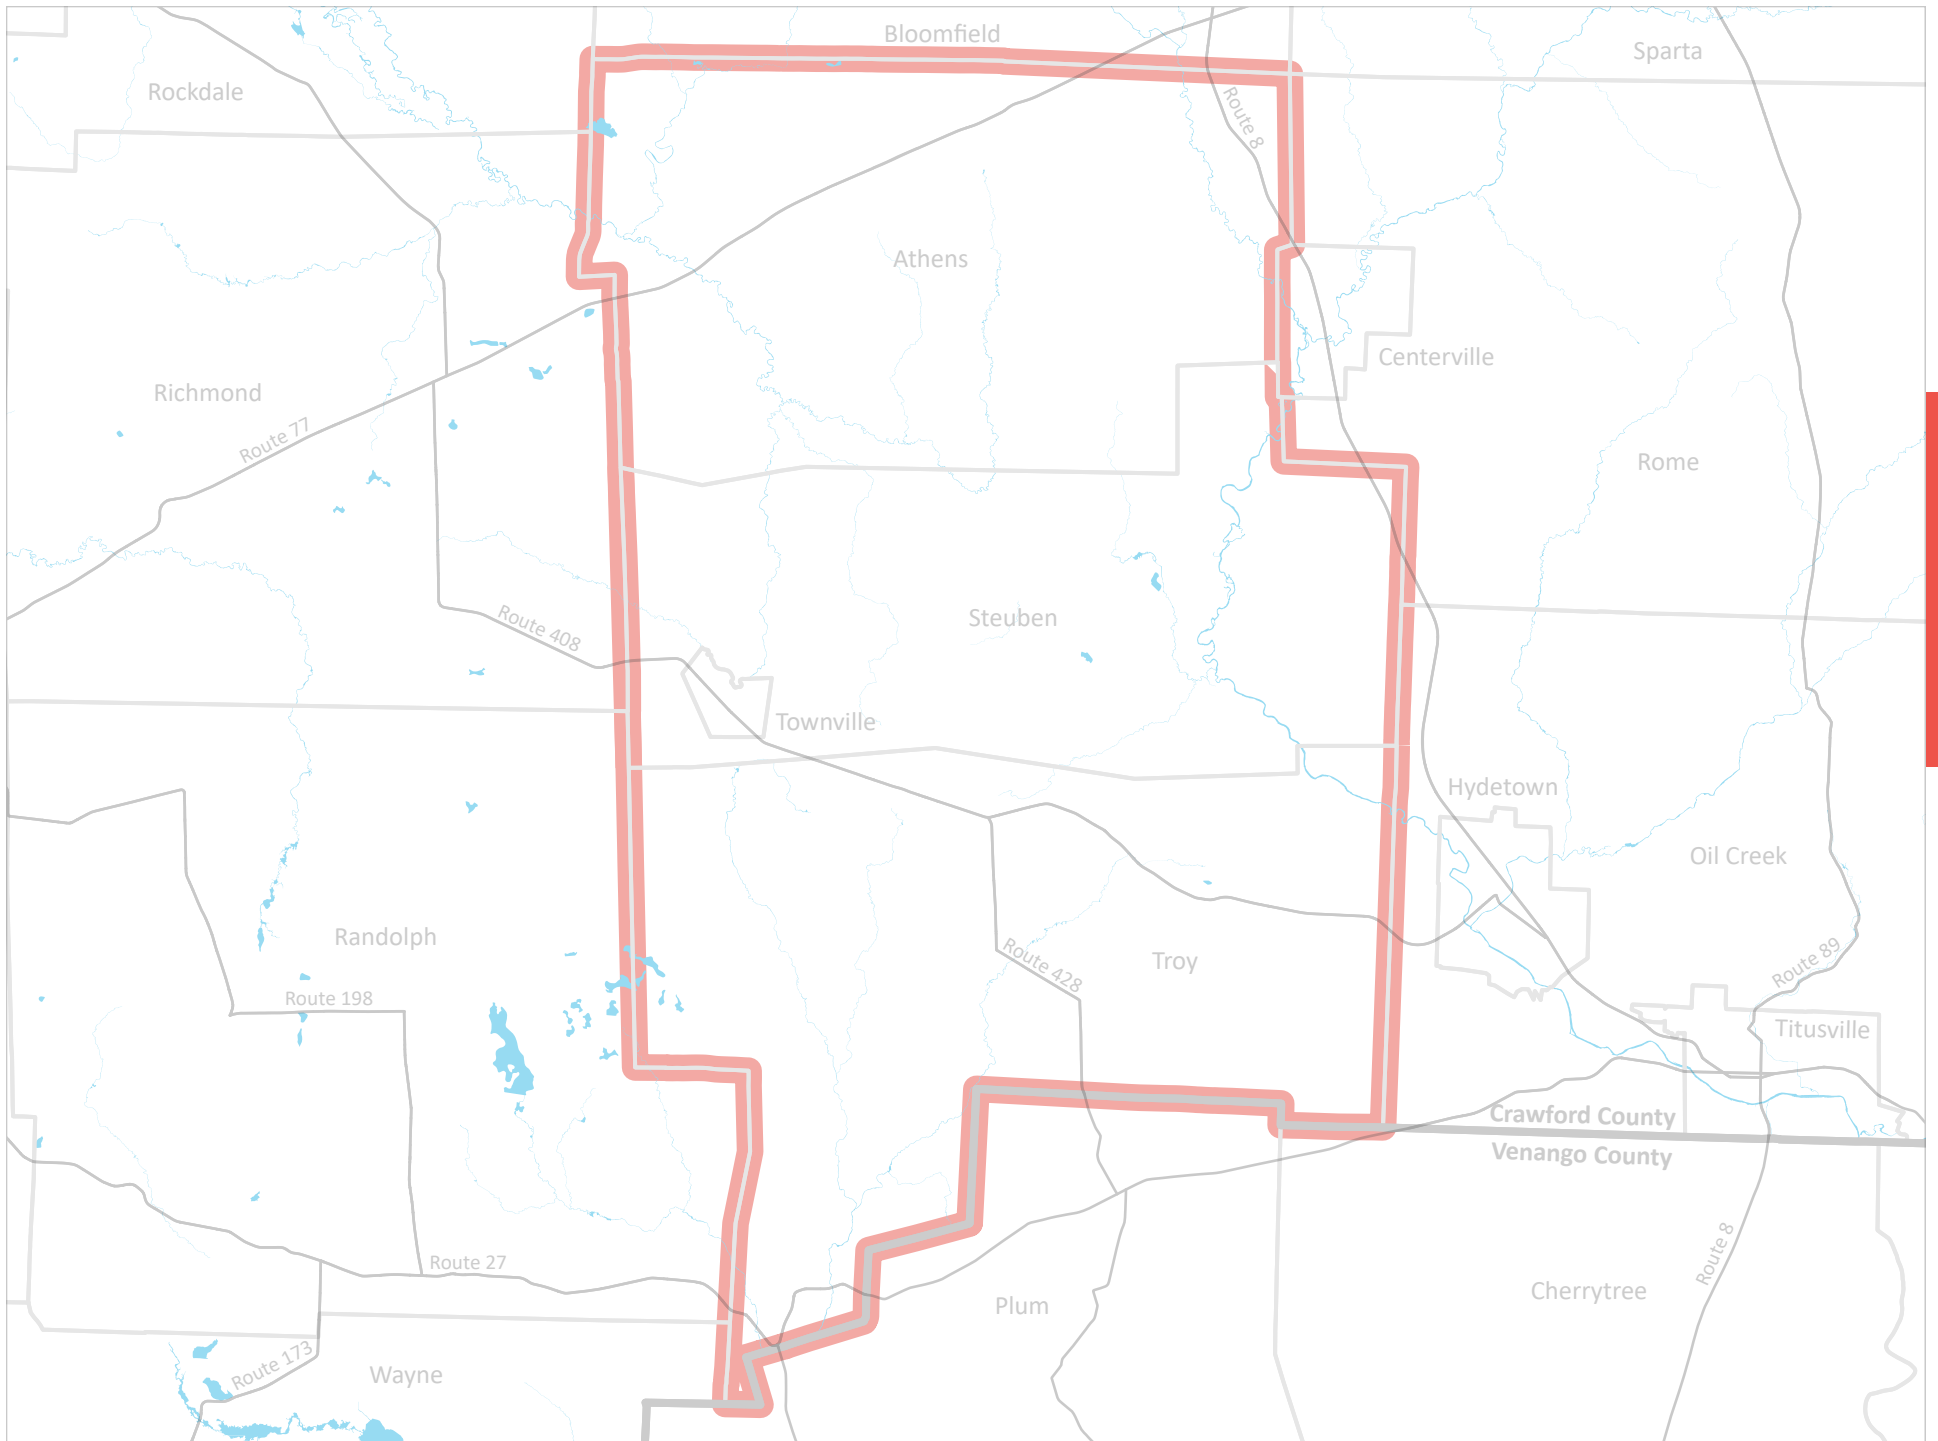 Bloomfield
Sparta
Rockdale
Route 8
Athens
Centerville
Richmond
Route 77
Rome
Route 408
Steuben
Townville
Hydetown
Oil Creek
Randolph
Route 428
Troy
Route 89
Route 198
Titusville
Crawford County
Venango County
Route 27
Route 8
Cherrytree
Plum
Route 173
Wayne